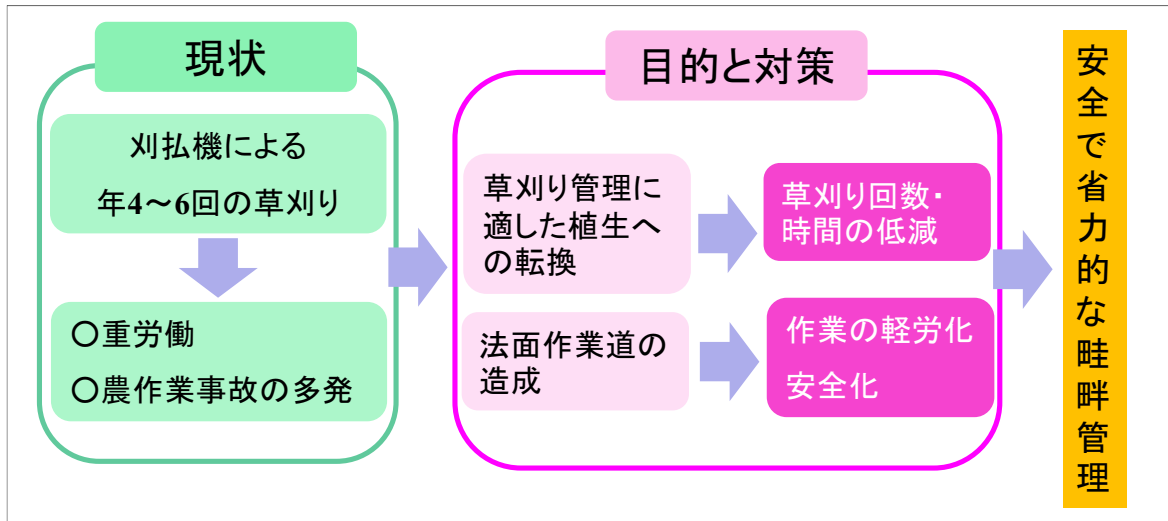 現状
刈払機による
年4～6回の草刈り
〇重労働
〇農作業事故の多発
目的と対策
草刈り管理に
適した植生へ
の転換
草刈り回数・
時間の低減
法面作業道の
造成
作業の軽労化
安全化
安全で省力的な畦畔管理